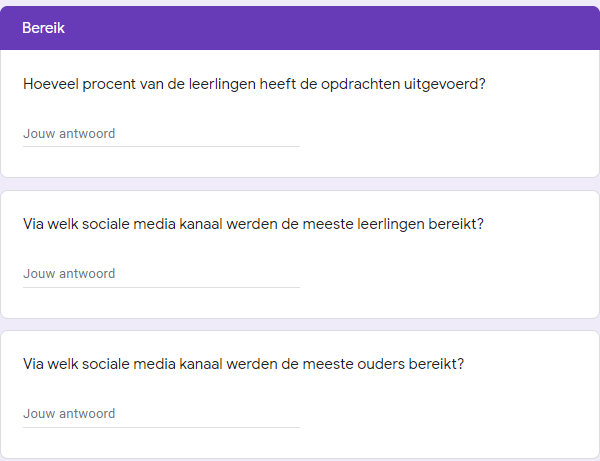 Bereik
Hoeveel procent van de leerlingen heeft de opdrachten uitgevoerd?
Jouw antwoord
Via welk sociale media kanaal werden de meeste leerlingen bereikt?
Jouw antwoord
Via welk sociale media kanaal werden de meeste ouders bereikt?
Jouw antwoord